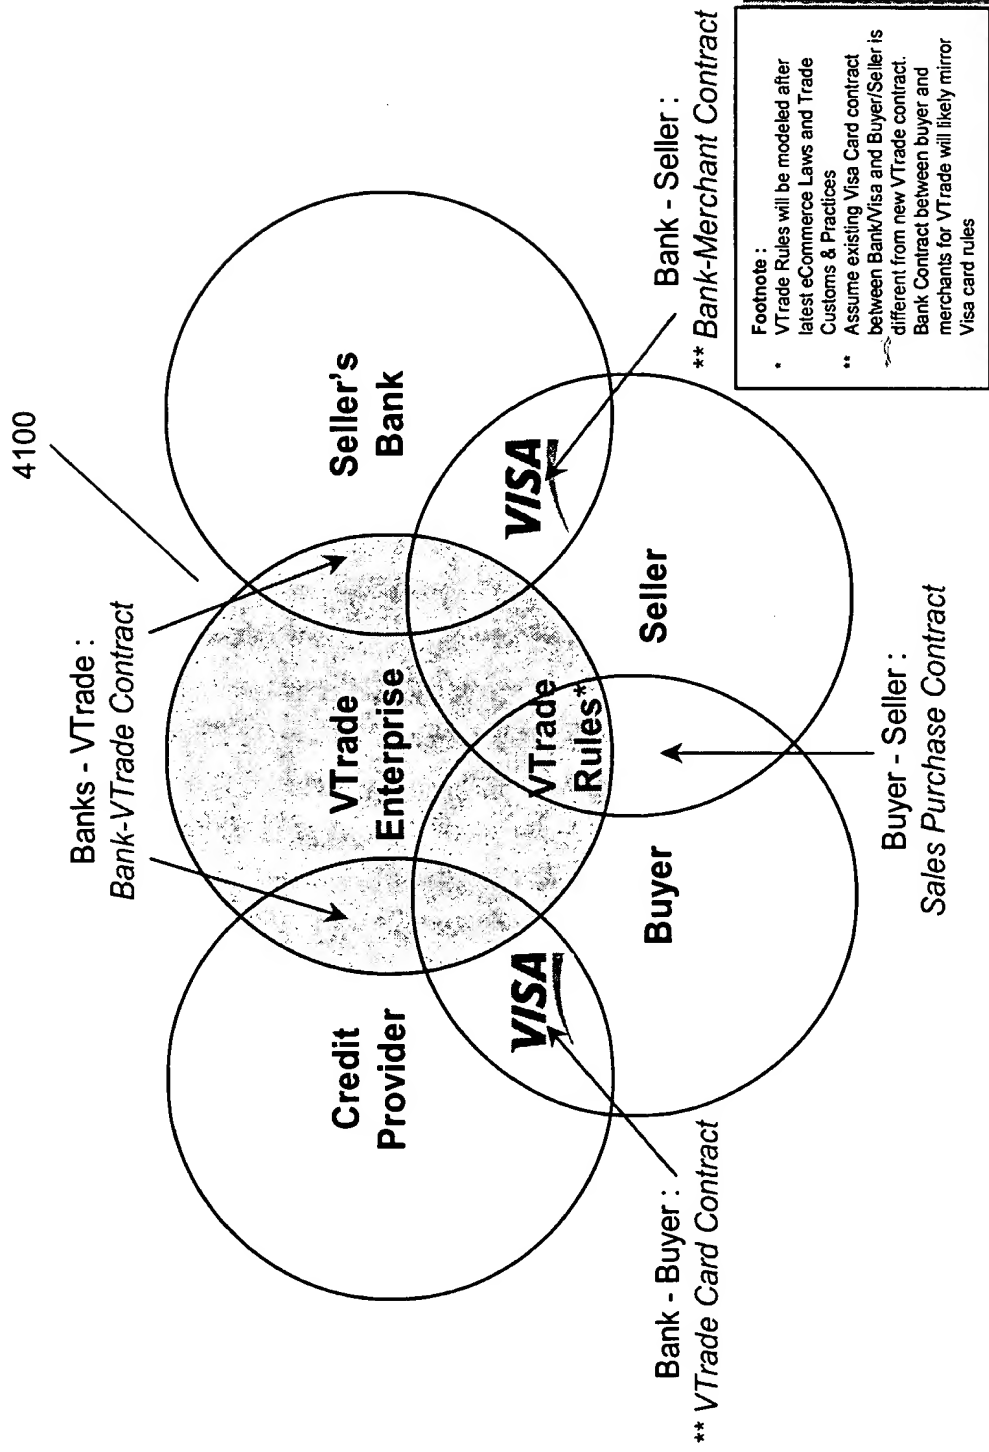 4100
Banks - VTrade :
Bank-VTrade Contract
Credit
Provider
VTrade
Enterprise
Seller's
Bank
VISA
VTrade
Rules*
VISA
Buyer
Seller
Bank - Buyer :
** VTrade Card Contract
Buyer - Seller :
Sales Purchase Contract
Bank - Seller :
** Bank-Merchant Contract
Footnote :
* VTrade Rules will be modeled after
latest eCommerce Laws and Trade
Customs & Practices
** Assume existing Visa Card contract
between Bank/Visa and Buyer/Seller is
different from new VTrade contract.
Bank Contract between buyer and
merchants for VTrade will likely mirror
Visa card rules